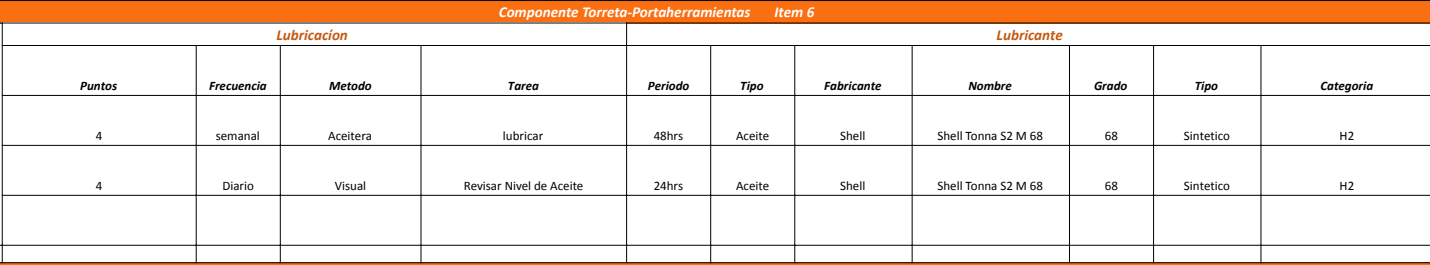 Componente Torreta-Portaherramientas Item 6
Lubricacíon Lubricante
Puntos Frecuencia Metodo Tarea Periodo Tipo Fabricante Nombre Grado Tipo Categoria
4 semanal Aceitera lubricar 48hrs Aceite Shell Shell Tonna S2 M 68 68 Sintetico H2
4 Diario Visual Revisar Nivel de Aceite 24hrs Aceite Shell Shell Tonna S2 M 68 68 Sintetico H2